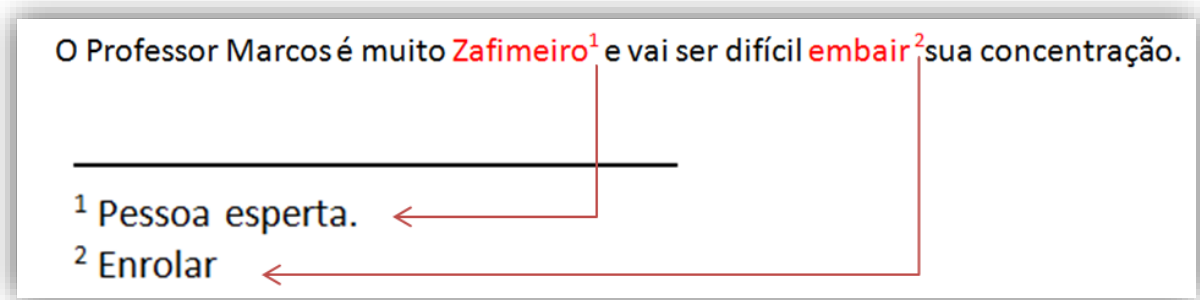 O Professor Marcos é muito Zafimeiro¹ e vai ser difícil embair ²sua concentração.
¹ Pessoa esperta.
² Enrolar